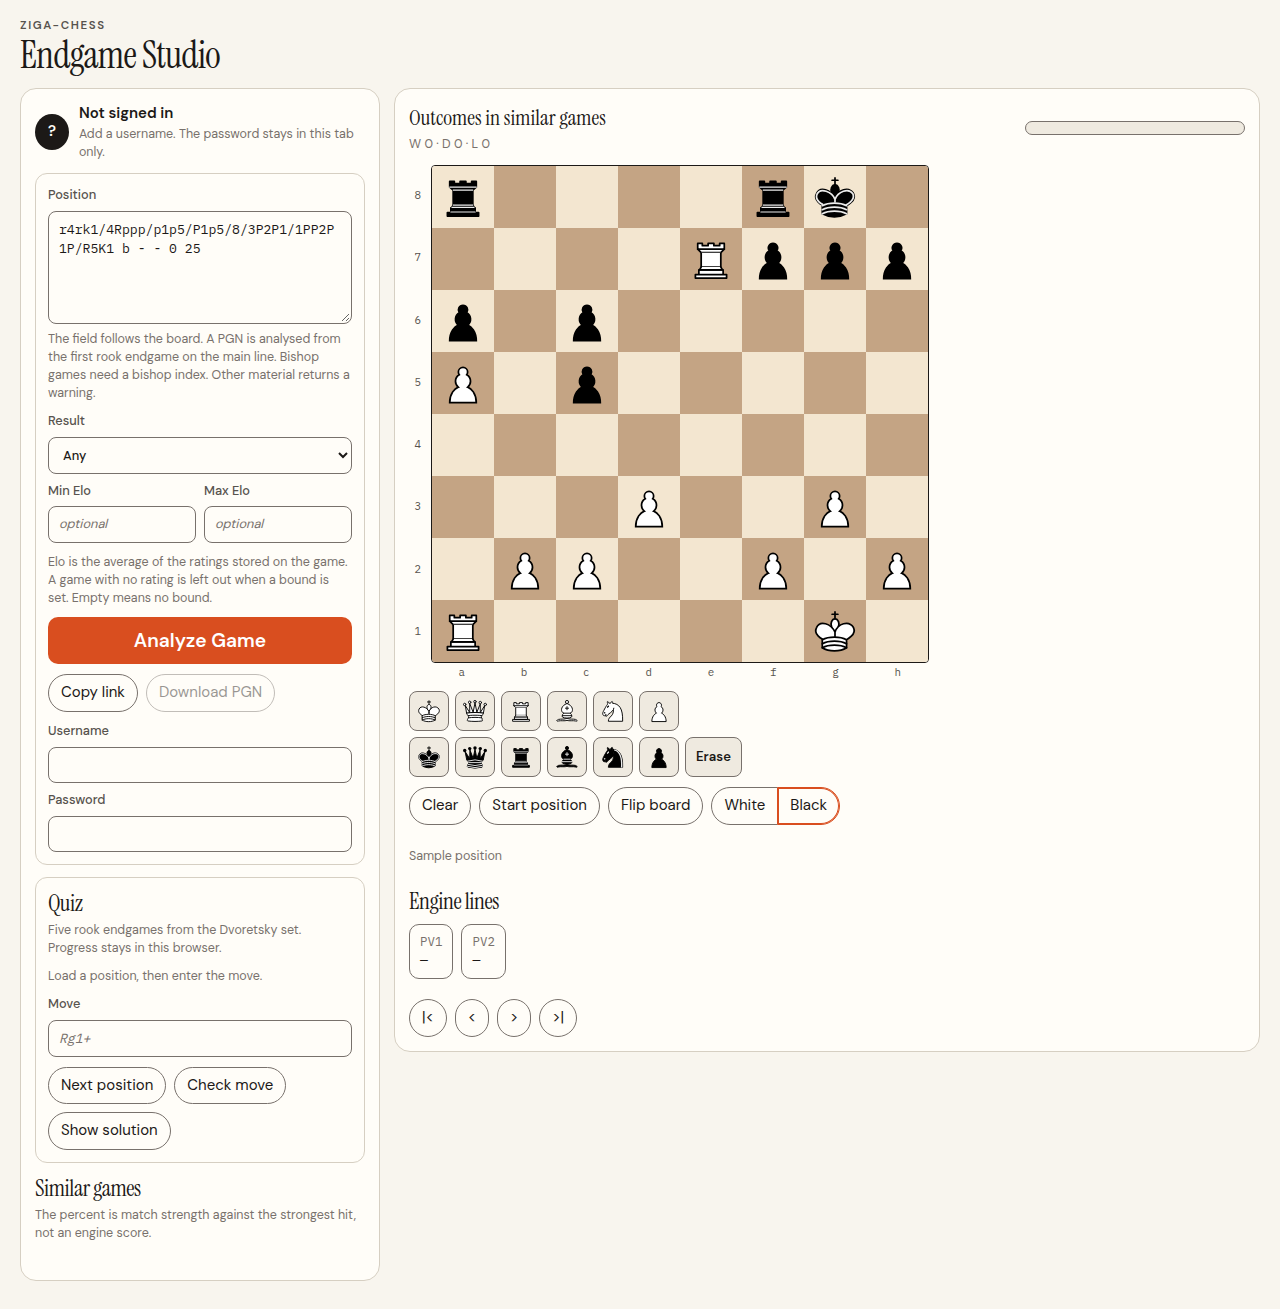 ZIGA-CHESS
Endgame Studio
?
Not signed in
Add a username. The password stays in this tab
only.
Position
r4rk1/4Rppp/p1p5/P1p5/8/3P2P1/1PP2P
1P/R5K1 b - - 0 25
The field follows the board. A PGN is analysed from
the first rook endgame on the main line. Bishop
games need a bishop index. Other material returns a
warning.
Result
Any
Min Elo
Max Elo
optional
optional
Elo is the average of the ratings stored on the game.
A game with no rating is left out when a bound is
set. Empty means no bound.
Analyze Game
Copy link
Download PGN
Username
Password
Quiz
Five rook endgames from the Dvoretsky set.
Progress stays in this browser.
Load a position, then enter the move.
Move
Rg1+
Next position
Check move
Show solution
Similar games
The percent is match strength against the strongest hit,
not an engine score.
Outcomes in similar games
W0·D0·L0
8
7
6
5
4
3
2
1
a b c d e f g h
Erase
Clear
Start position
Flip board
White
Black
Sample position
Engine lines
PV1
—
PV2
—
|<
<
>
>|